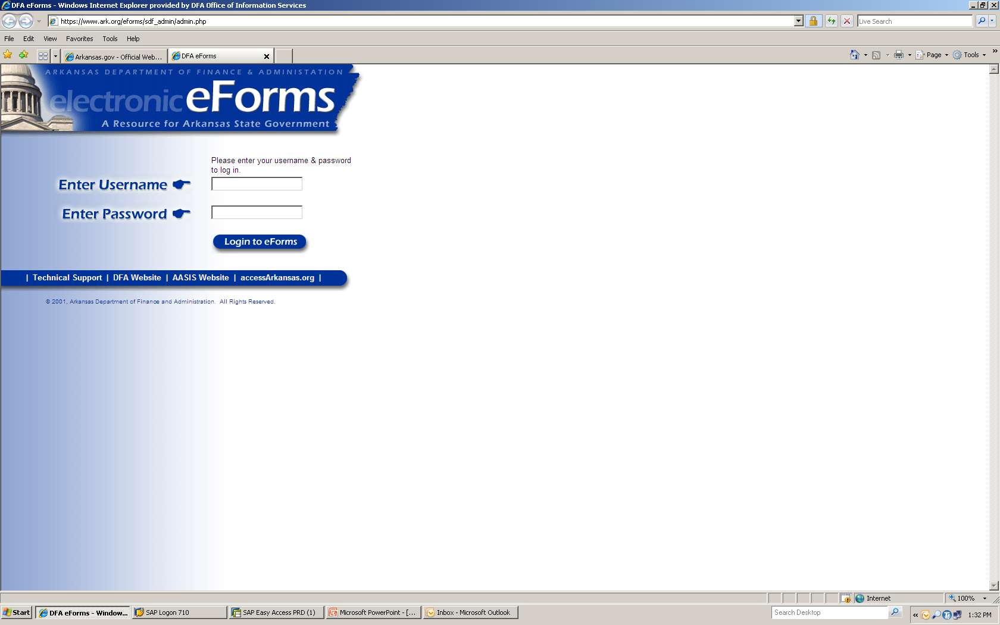 DFA eForms - Windows Internet Explorer provided by DFA Office of Information Services
https://www.ark.org/eforms/sdf_admin/admin.php
Live Search
File Edit View Favorites Tools Help
Arkansas.gov - Official Web...
DFA eForms
Page
Tools
ARKANSAS DEPARTMENT OF FINANCE & ADMINISTATION
electronic eForms
A Resource for Arkansas State Government
Please enter your username & password
to log in.
Enter Username
Enter Password
Login to eForms
| Technical Support | DFA Website | AASIS Website | accessArkansas.org |
© 2001, Arkansas Department of Finance and Administration. All Rights Reserved.
Internet
100%
Start
DFA eForms - Window...
SAP Logon 710
SAP Easy Access PRD (1)
Microsoft PowerPoint - [...
Inbox - Microsoft Outlook
Search Desktop
1:32 PM